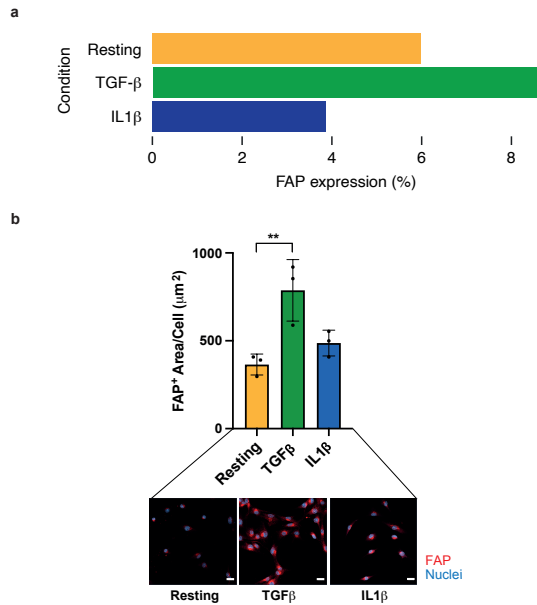 a
Condition
Resting
TGF-β
IL1β
0 2 4 6 8
FAP expression (%)
b
**
FAP⁺ Area/Cell (μm²)
1000
500
0
Resting TGFβ IL1β
FAP
Nuclei
Resting TGFβ IL1β